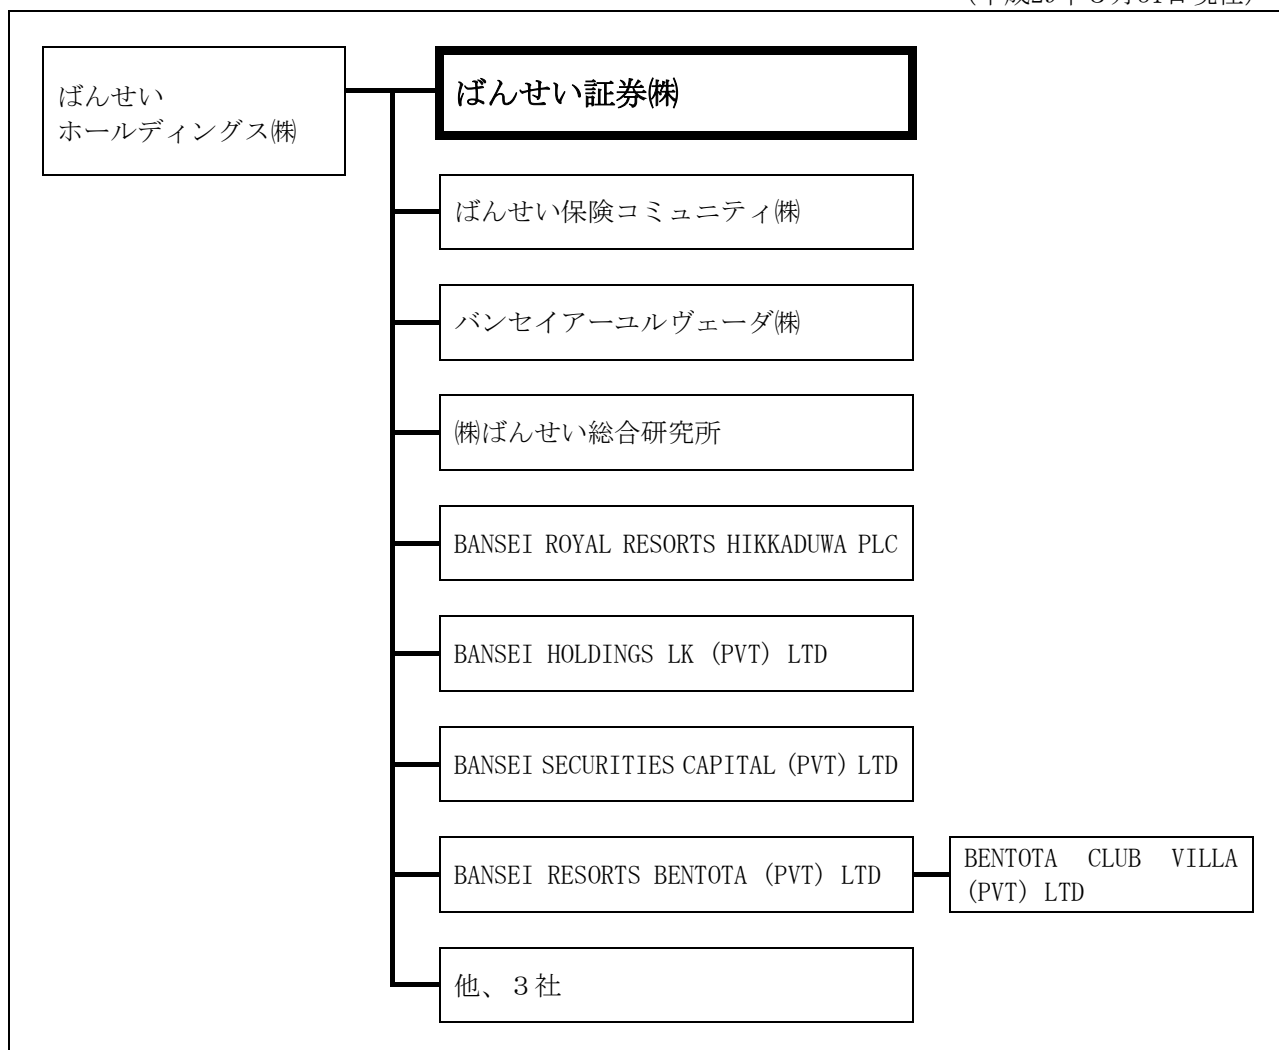 ばんせい
ホールディングス㈱
ばんせい証券㈱
ばんせい保険コミュニティ㈱
バンセイアーユルヴェーダ㈱
㈱ばんせい総合研究所
BANSEI ROYAL RESORTS HIKKADUWA PLC
BANSEI HOLDINGS LK (PVT) LTD
BANSEI SECURITIES CAPITAL (PVT) LTD
BANSEI RESORTS BENTOTA (PVT) LTD
BENTOTA CLUB VILLA
(PVT) LTD
他、３社